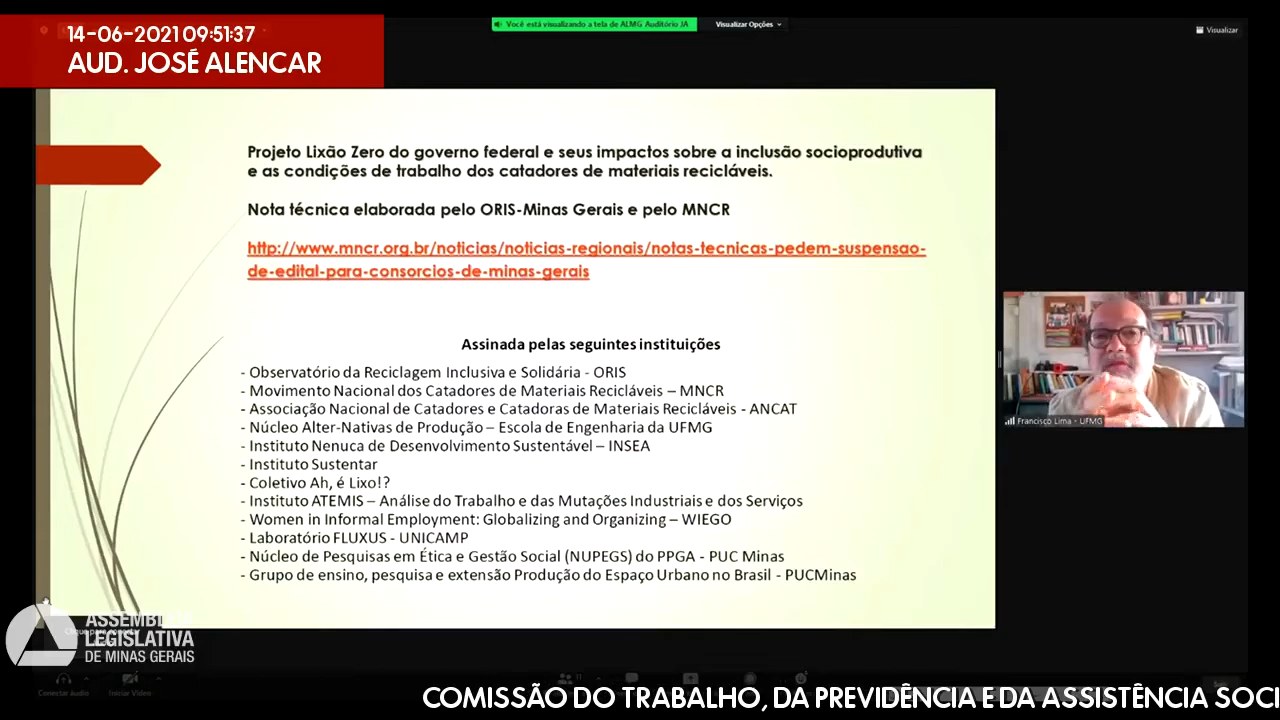 14-06-2021 09:51:37
AUD. JOSÉ ALENCAR
Você está visualizando a tela de ALMG Auditório JA
Visualizar Opções
Visualizar
Projeto Lixão Zero do governo federal e seus impactos sobre a inclusão socioprodutiva
e as condições de trabalho dos catadores de materiais recicláveis.
Nota técnica elaborada pelo ORIS-Minas Gerais e pelo MNCR
http://www.mncr.org.br/noticias/noticias-regionais/notas-tecnicas-pedem-suspensao-
de-edital-para-consorcios-de-minas-gerais
Assinada pelas seguintes instituições
- Observatório da Reciclagem Inclusiva e Solidária - ORIS
- Movimento Nacional dos Catadores de Materiais Recicláveis – MNCR
- Associação Nacional de Catadores e Catadoras de Materiais Recicláveis - ANCAT
- Núcleo Alter-Nativas de Produção – Escola de Engenharia da UFMG
- Instituto Nenuca de Desenvolvimento Sustentável – INSEA
- Instituto Sustentar
- Coletivo Ah, é Lixo!?
- Instituto ATEMIS – Análise do Trabalho e das Mutações Industriais e dos Serviços
- Women in Informal Employment: Globalizing and Organizing – WIEGO
- Laboratório FLUXUS - UNICAMP
- Núcleo de Pesquisas em Ética e Gestão Social (NUPEGS) do PPGA - PUC Minas
- Grupo de ensino, pesquisa e extensão Produção do Espaço Urbano no Brasil - PUCMinas
Francisco Lima - UFMG
ASSEMBLEIA
LEGISLATIVA
DE MINAS GERAIS
Conectar áudio
Iniciar Vídeo
COMISSÃO DO TRABALHO, DA PREVIDÊNCIA E DA ASSISTÊNCIA SOCI